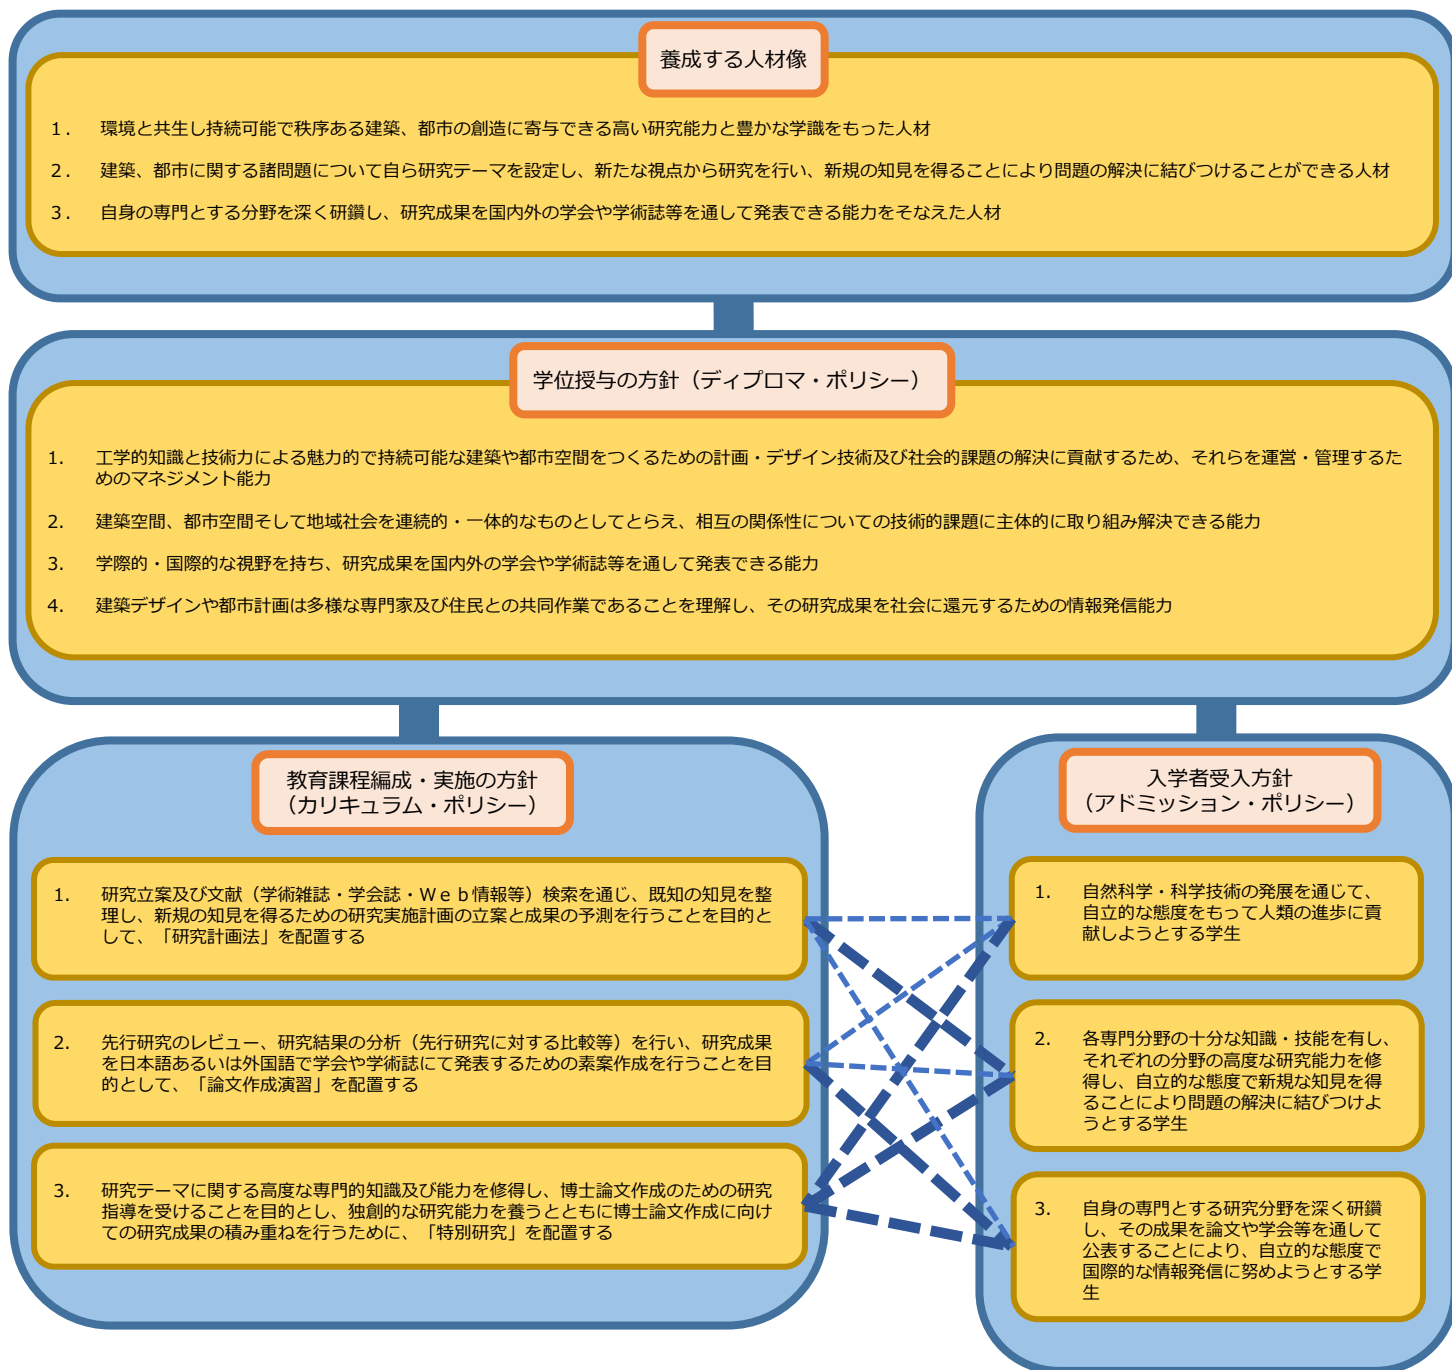 養成する人材像
１. 環境と共生し持続可能で秩序ある建築、都市の創造に寄与できる高い研究能力と豊かな学識をもった人材
２. 建築、都市に関する諸問題について自ら研究テーマを設定し、新たな視点から研究を行い、新規の知見を得ることにより問題の解決に結びつけることができる人材
３. 自身の専門とする分野を深く研鑽し、研究成果を国内外の学会や学術誌等を通して発表できる能力をそなえた人材
学位授与の方針（ディプロマ・ポリシー）
1. 工学的知識と技術力による魅力的で持続可能な建築や都市空間をつくるための計画・デザイン技術及び社会的課題の解決に貢献するため、それらを運営・管理するた
めのマネジメント能力
2. 建築空間、都市空間そして地域社会を連続的・一体的なものとしてとらえ、相互の関係性についての技術的課題に主体的に取り組み解決できる能力
3. 学際的・国際的な視野を持ち、研究成果を国内外の学会や学術誌等を通して発表できる能力
4. 建築デザインや都市計画は多様な専門家及び住民との共同作業であることを理解し、その研究成果を社会に還元するための情報発信能力
教育課程編成・実施の方針
（カリキュラム・ポリシー）
1. 研究立案及び文献（学術雑誌・学会誌・Ｗｅｂ情報等）検索を通じ、既知の知見を整
理し、新規の知見を得るための研究実施計画の立案と成果の予測を行うことを目的と
して、「研究計画法」を配置する
2. 先行研究のレビュー、研究結果の分析（先行研究に対する比較等）を行い、研究成果
を日本語あるいは外国語で学会や学術誌にて発表するための素案作成を行うことを目
的として、「論文作成演習」を配置する
3. 研究テーマに関する高度な専門的知識及び能力を修得し、博士論文作成のための研究
指導を受けることを目的とし、独創的な研究能力を養うとともに博士論文作成に向け
ての研究成果の積み重ねを行うために、「特別研究」を配置する
入学者受入方針
（アドミッション・ポリシー）
1. 自然科学・科学技術の発展を通じて、
自立的な態度をもって人類の進歩に貢
献しようとする学生
2. 各専門分野の十分な知識・技能を有し、
それぞれの分野の高度な研究能力を修
得し、自立的な態度で新規な知見を得
ることにより問題の解決に結びつけよ
うとする学生
3. 自身の専門とする研究分野を深く研鑽
し、その成果を論文や学会等を通して
公表することにより、自立的な態度で
国際的な情報発信に努めようとする学
生